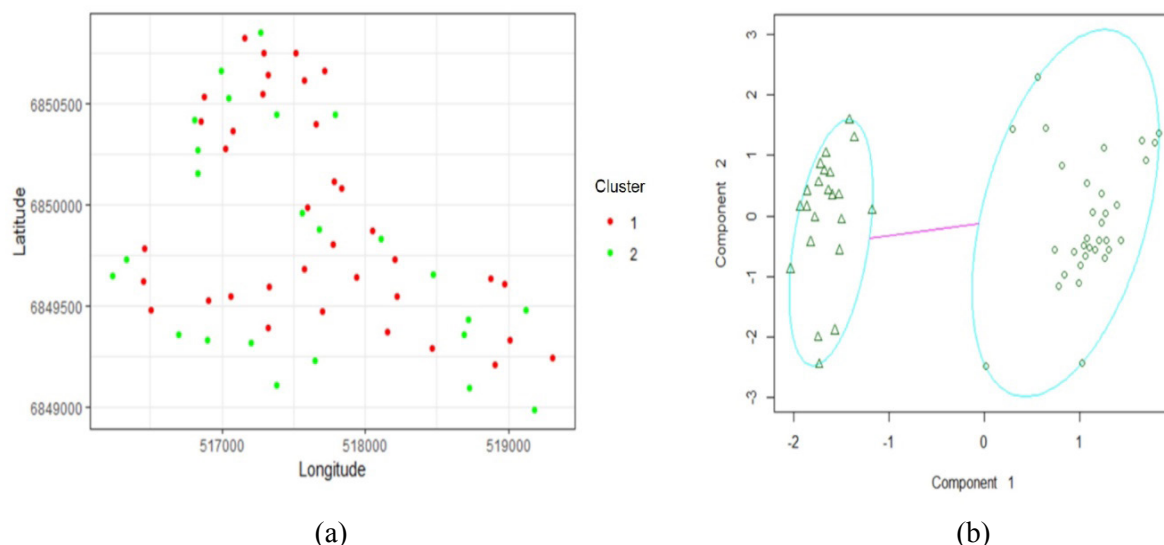 6850500
6850000
6849500
6849000
Latitude
517000 518000 519000
Longitude
Cluster
1
2
(a)
3
2
1
0
-1
-2
-3
Component 2
-2 -1 0 1
Component 1
(b)